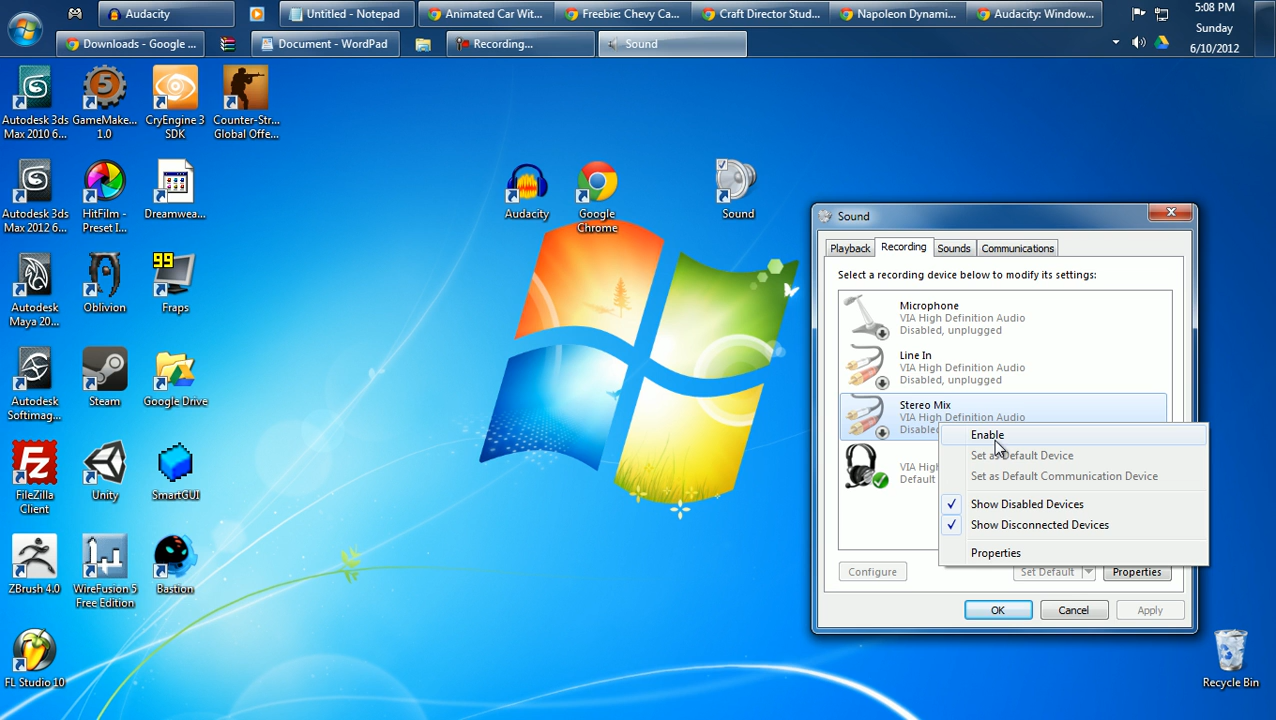 Audacity
Untitled - Notepad
Animated Car Wit...
Freebie: Chevy Ca...
Craft Director Stud...
Napoleon Dynami...
Audacity: Window...
5:08 PM
Sunday
6/10/2012
Downloads - Google ...
Document - WordPad
Recording...
Sound
Autodesk 3ds
Max 2010 6...
GameMake...
1.0
CryEngine 3
SDK
Counter-Str...
Global Offe...
Autodesk 3ds
Max 2012 6...
HitFilm -
Preset I...
Dreamwea...
Audacity
Google
Chrome
Sound
Autodesk
Maya 20...
Oblivion
99
Fraps
Autodesk
Softimag...
Steam
Google Drive
FileZilla
Client
Unity
SmartGUI
ZBrush 4.0
WireFusion 5
Free Edition
Bastion
FL Studio 10
Recycle Bin
Sound
Playback
Recording
Sounds
Communications
Select a recording device below to modify its settings:
Microphone
VIA High Definition Audio
Disabled, unplugged
Line In
VIA High Definition Audio
Disabled, unplugged
Stereo Mix
VIA High Definition Audio
Disabled
VIA Hig
Default
Enable
Set as Default Device
Set as Default Communication Device
Show Disabled Devices
Show Disconnected Devices
Properties
Configure
Set Default
Properties
OK
Cancel
Apply